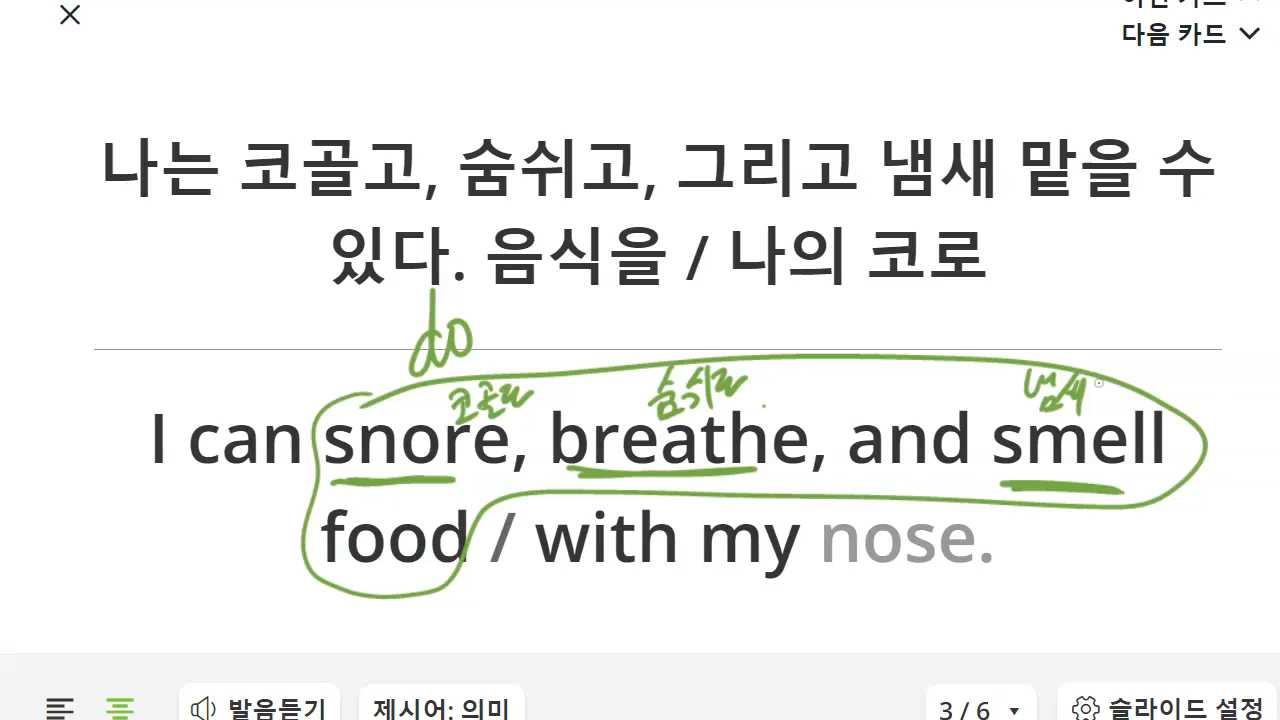 다음 카드
나는 코골고, 숨쉬고, 그리고 냄새 맡을 수
있다. 음식을 / 나의 코로
do
코골다
숨쉬다
냄새
I can snore, breathe, and smell
food / with my nose.
발음듣기
제시어: 의미
3 / 6
슬라이드 설정